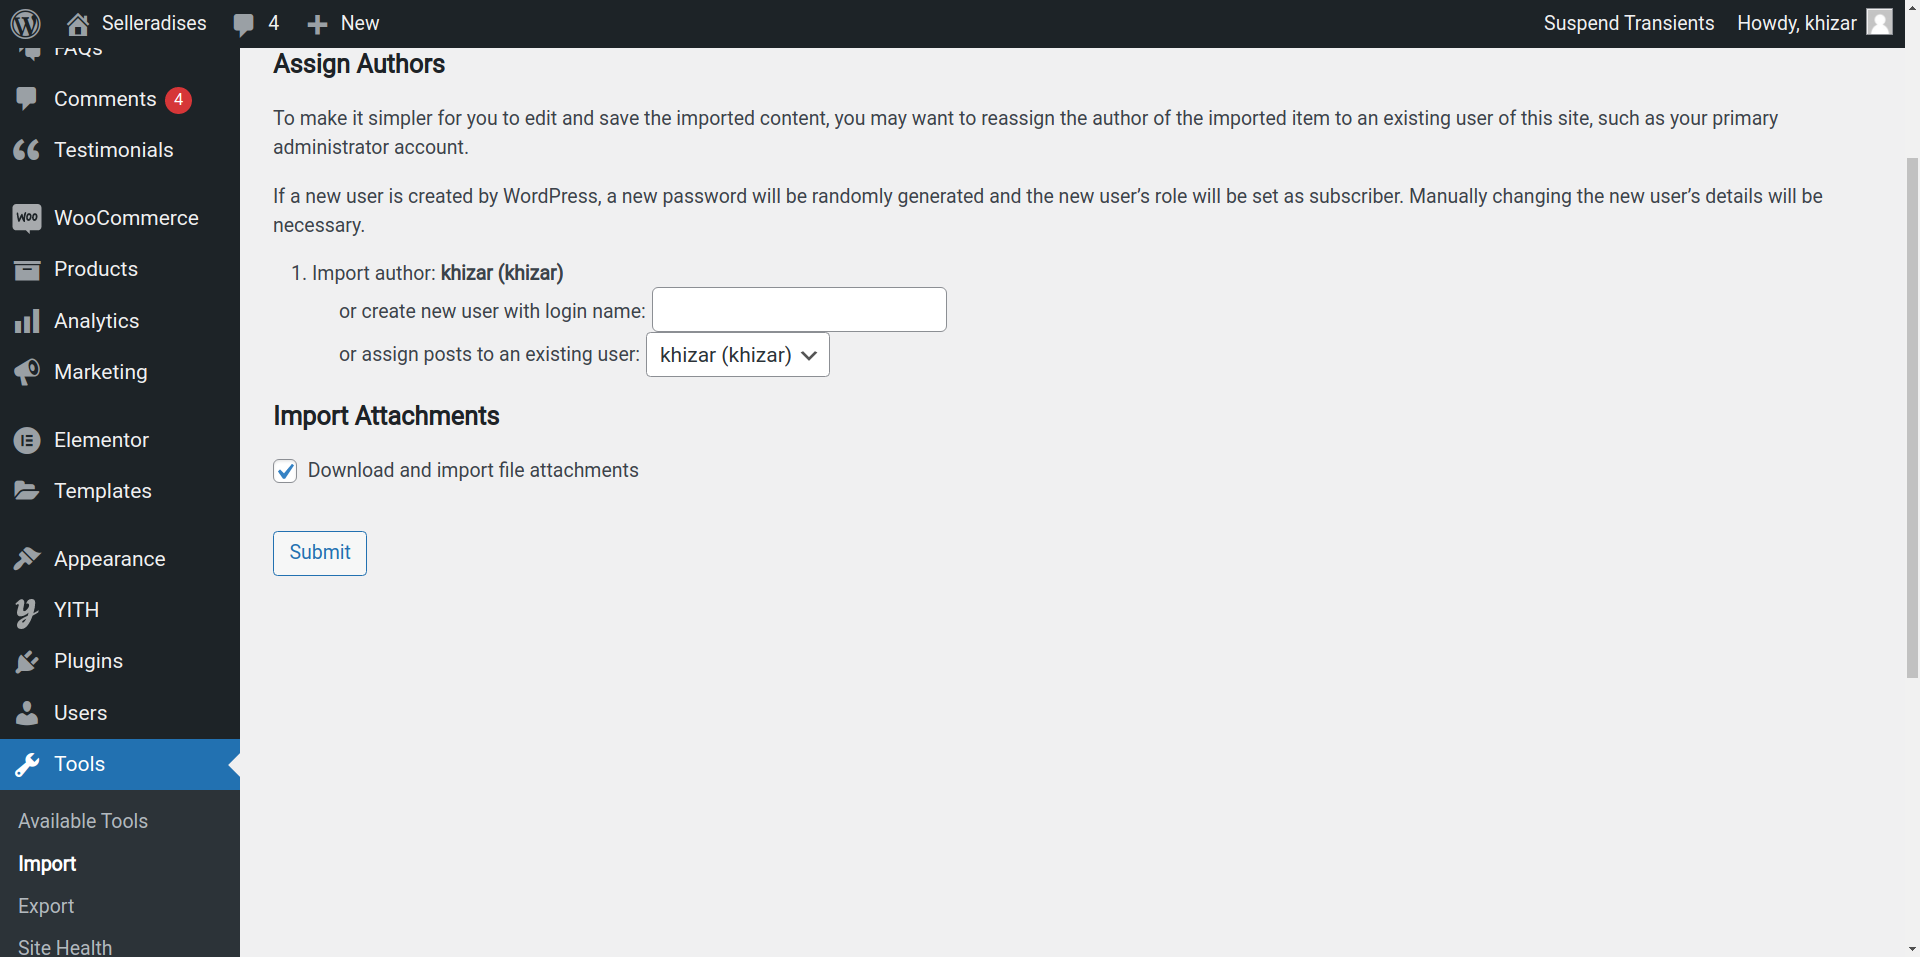 Selleradises
4
New
Suspend Transients
Howdy, khizar
FAQs
Comments 4
Testimonials
Woo WooCommerce
Products
Analytics
Marketing
Elementor
Templates
Appearance
YITH
Plugins
Users
Tools
Available Tools
Import
Export
Site Health
Assign Authors
To make it simpler for you to edit and save the imported content, you may want to reassign the author of the imported item to an existing user of this site, such as your primary
administrator account.
If a new user is created by WordPress, a new password will be randomly generated and the new user’s role will be set as subscriber. Manually changing the new user’s details will be
necessary.
1. Import author: khizar (khizar)
or create new user with login name:
or assign posts to an existing user: khizar (khizar)
Import Attachments
Download and import file attachments
Submit